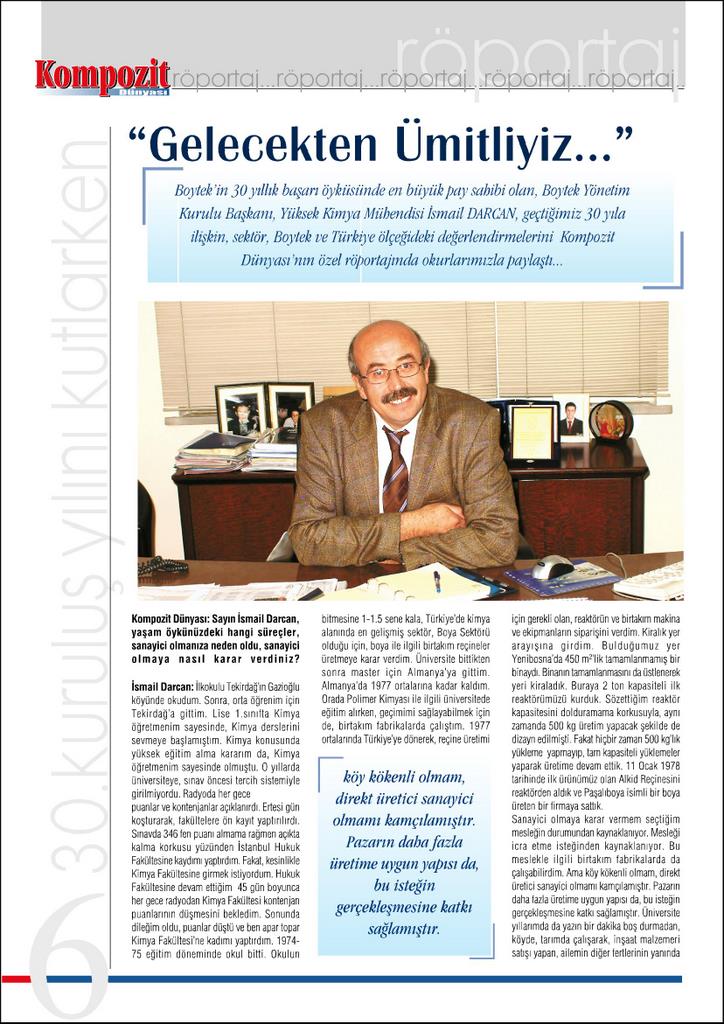 röportaj
Kompozit
Dünyası
röportaj...röportaj...röportaj...röportaj...röportaj
30.kuruluş yılını kutlarken
“Gelecekten Ümitliyiz...”
Boytek'in 30 yıllık başarı öyküsünde en büyük pay sahibi olan, Boytek Yönetim
Kurulu Başkanı, Yüksek Kimya Mühendisi İsmail DARCAN, geçtiğimiz 30 yıla
ilişkin, sektör, Boytek ve Türkiye ölçeğideki değerlendirmelerini Kompozit
Dünyası'nın özel röportajında okurlarımızla paylaştı...
Kompozit Dünyası: Sayın İsmail Darcan,
yaşam öykünüzdeki hangi süreçler,
sanayici olmanıza neden oldu, sanayici
olmaya nasıl karar verdiniz?
İsmail Darcan: İlkokulu Tekirdağ'ın Gazioğlu
köyünde okudum. Sonra, orta öğrenim için
Tekirdağ'a gittim. Lise 1.sınıfta Kimya
öğretmenim sayesinde, Kimya derslerini
sevmeye başlamıştım. Kimya konusunda
yüksek eğitim alma kararım da, Kimya
öğretmenim sayesinde olmuştu. O yıllarda
üniversiteye, sınav öncesi tercih sistemiyle
girilmiyordu. Radyoda her gece
puanlar ve kontenjanlar açıklanırdı. Ertesi gün
koşturarak, fakültelere ön kayıt yaptırılırdı.
Sınavda 346 fen puanı almama rağmen açıkta
kalma korkusu yüzünden İstanbul Hukuk
Fakültesine kaydımı yaptırdım. Fakat, kesinlikle
Kimya Fakültesine girmek istiyordum. Hukuk
Fakültesine devam ettiğim 45 gün boyunca
her gece radyodan Kimya Fakültesi kontenjan
puanlarının düşmesini bekledim. Sonunda
dileğim oldu, puanlar düştü ve ben apar topar
Kimya Fakültesi'ne kadımı yaptırdım. 1974-
75 eğitim döneminde okul bitti. Okulun
bitmesine 1-1.5 sene kala, Türkiye'de kimya
alanında en gelişmiş sektör, Boya Sektörü
olduğu için, boya ile ilgili birtakım reçineler
üretmeye karar verdim. Üniversite bittikten
sonra master için Almanya'ya gittim.
Almanya'da 1977 ortalarına kadar kaldım.
Orada Polimer Kimyası ile ilgili üniversitede
eğitim alırken, geçimimi sağlayabilmek için
de, birtakım fabrikalarda çalıştım. 1977
ortalarında Türkiye'ye dönerek, reçine üretimi
köy kökenli olmam,
direkt üretici sanayici
olmamı kamçılamıştır.
Pazarın daha fazla
üretime uygun yapısı da,
bu isteğin
gerçekleşmesine katkı
sağlamıştır.
için gerekli olan, reaktörün ve birtakım makina
ve ekipmanların siparişini verdim. Kiralık yer
arayışına girdim. Bulduğumuz yer
Yenibosna'da 450 m²'lik tamamlanmamış bir
binaydı. Binanın tamamlanmasını da üstlenerek
yeri kiraladık. Buraya 2 ton kapasiteli ilk
reaktörümüzü kurduk. Sözettiğim reaktör
kapasitesini dolduramama korkusuyla, aynı
zamanda 500 kg üretim yapacak şekilde de
dizayn edilmişti. Fakat hiçbir zaman 500 kg'lık
yükleme yapmayıp, tam kapasiteli yüklemeler
yaparak üretime devam ettik. 11 Ocak 1978
tarihinde ilk ürünümüz olan Alkid Reçinesini
reaktörden aldık ve Paşalıboya isimli bir boya
üreten bir firmaya sattık.
Sanayici olmaya karar vermem seçtiğim
mesleğin durumundan kaynaklanıyor. Mesleği
icra etme isteğinden kaynaklanıyor. Bu
meslekle ilgili birtakım fabrikalarda da
çalışabilirdim. Ama köy kökenli olmam, direkt
üretici sanayici olmamı kamçılamıştır. Pazarın
daha fazla üretime uygun yapısı da, bu isteğin
gerçekleşmesine katkı sağlamıştır. Üniversite
yıllarımda da yazın bir dakika boş durmadan,
köyde, tarımda çalışarak, inşaat malzemeri
satışı yapan, ailemin diğer fertlerinin yanında
6